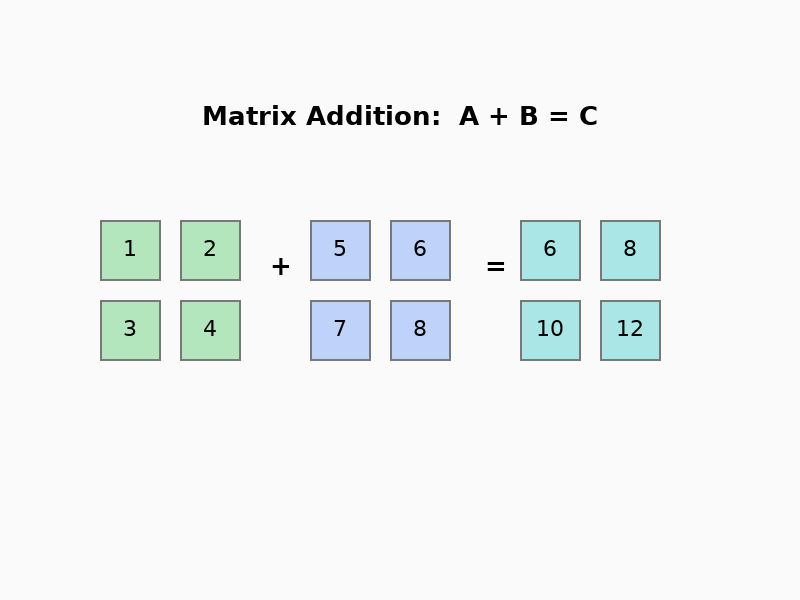 Matrix Addition:  A + B = C
1 2 5 6 6 8
+ =
3 4 7 8 10 12